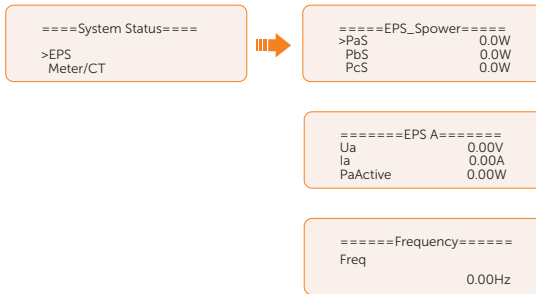 ====System Status====
>EPS
Meter/CT
=====EPS_Spower=====
>PaS 0.0W
PbS 0.0W
PcS 0.0W
=======EPS A=======
Ua 0.00V
Ia 0.00A
PaActive 0.00W
======Frequency======
Freq
0.00Hz